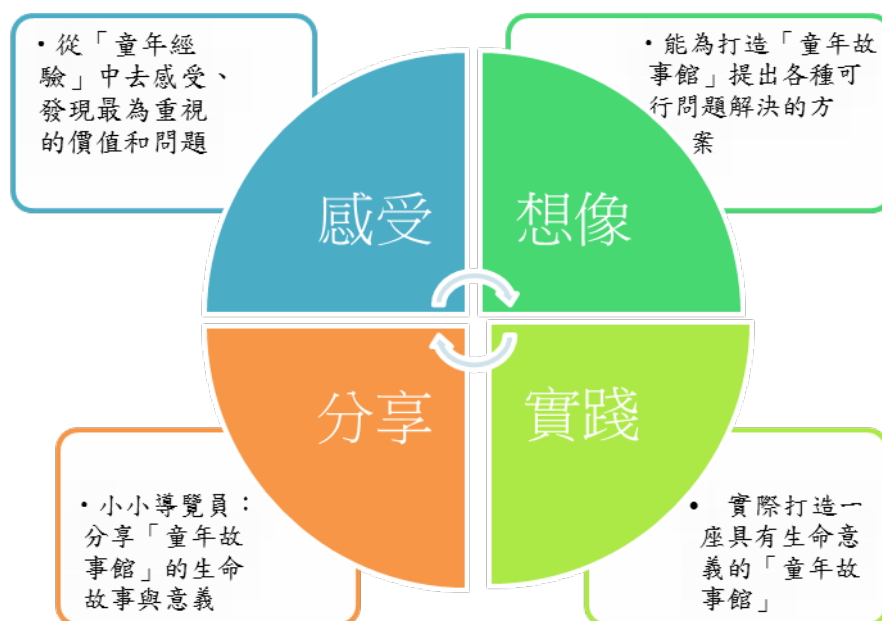 •從「童年經
驗」中去感受、
發現最為重視
的價值和問題
•能為打造「童年故
事館」提出各種可
行問題解決的方
案
感受
想像
分享
實踐
•小小導覽員：
分享「童年故
事館」的生命
故事與意義
• 實際打造一
座具有生命意
義的「童年故
事館」